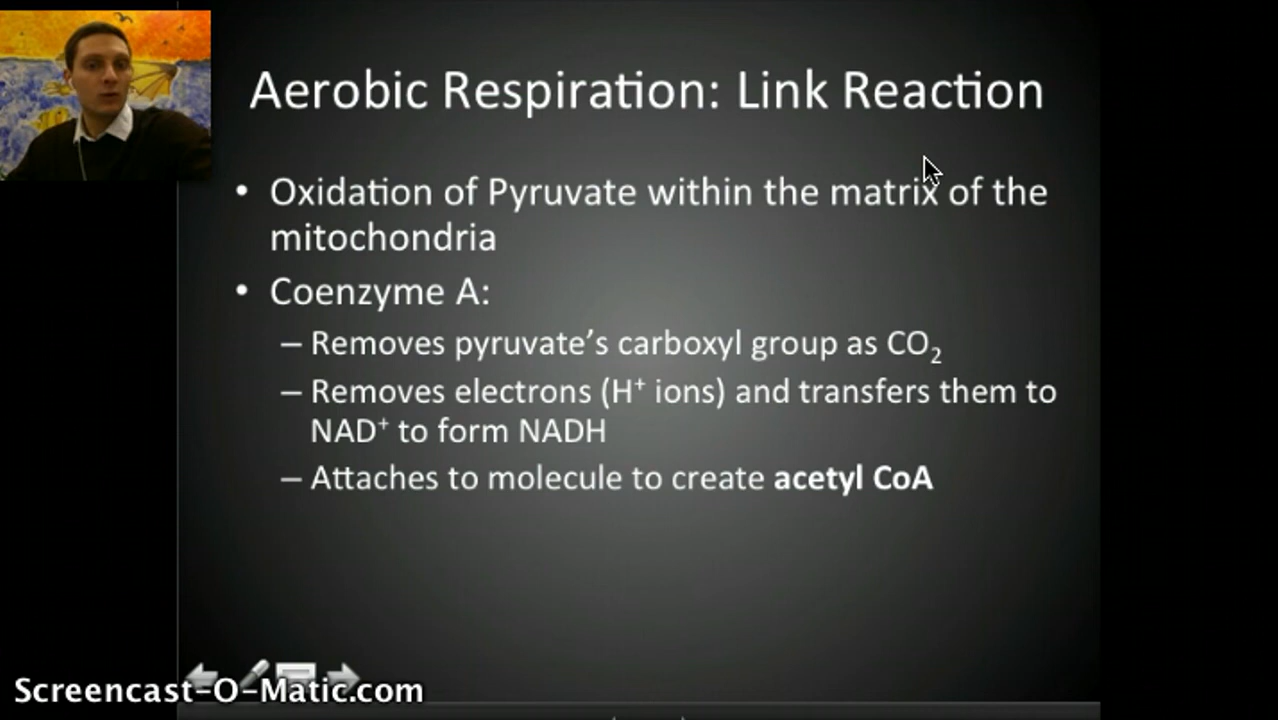 Aerobic Respiration: Link Reaction
• Oxidation of Pyruvate within the matrix of the
mitochondria
• Coenzyme A:
– Removes pyruvate’s carboxyl group as CO₂
– Removes electrons (H⁺ ions) and transfers them to
NAD⁺ to form NADH
– Attaches to molecule to create acetyl CoA
Screencast-O-Matic.com